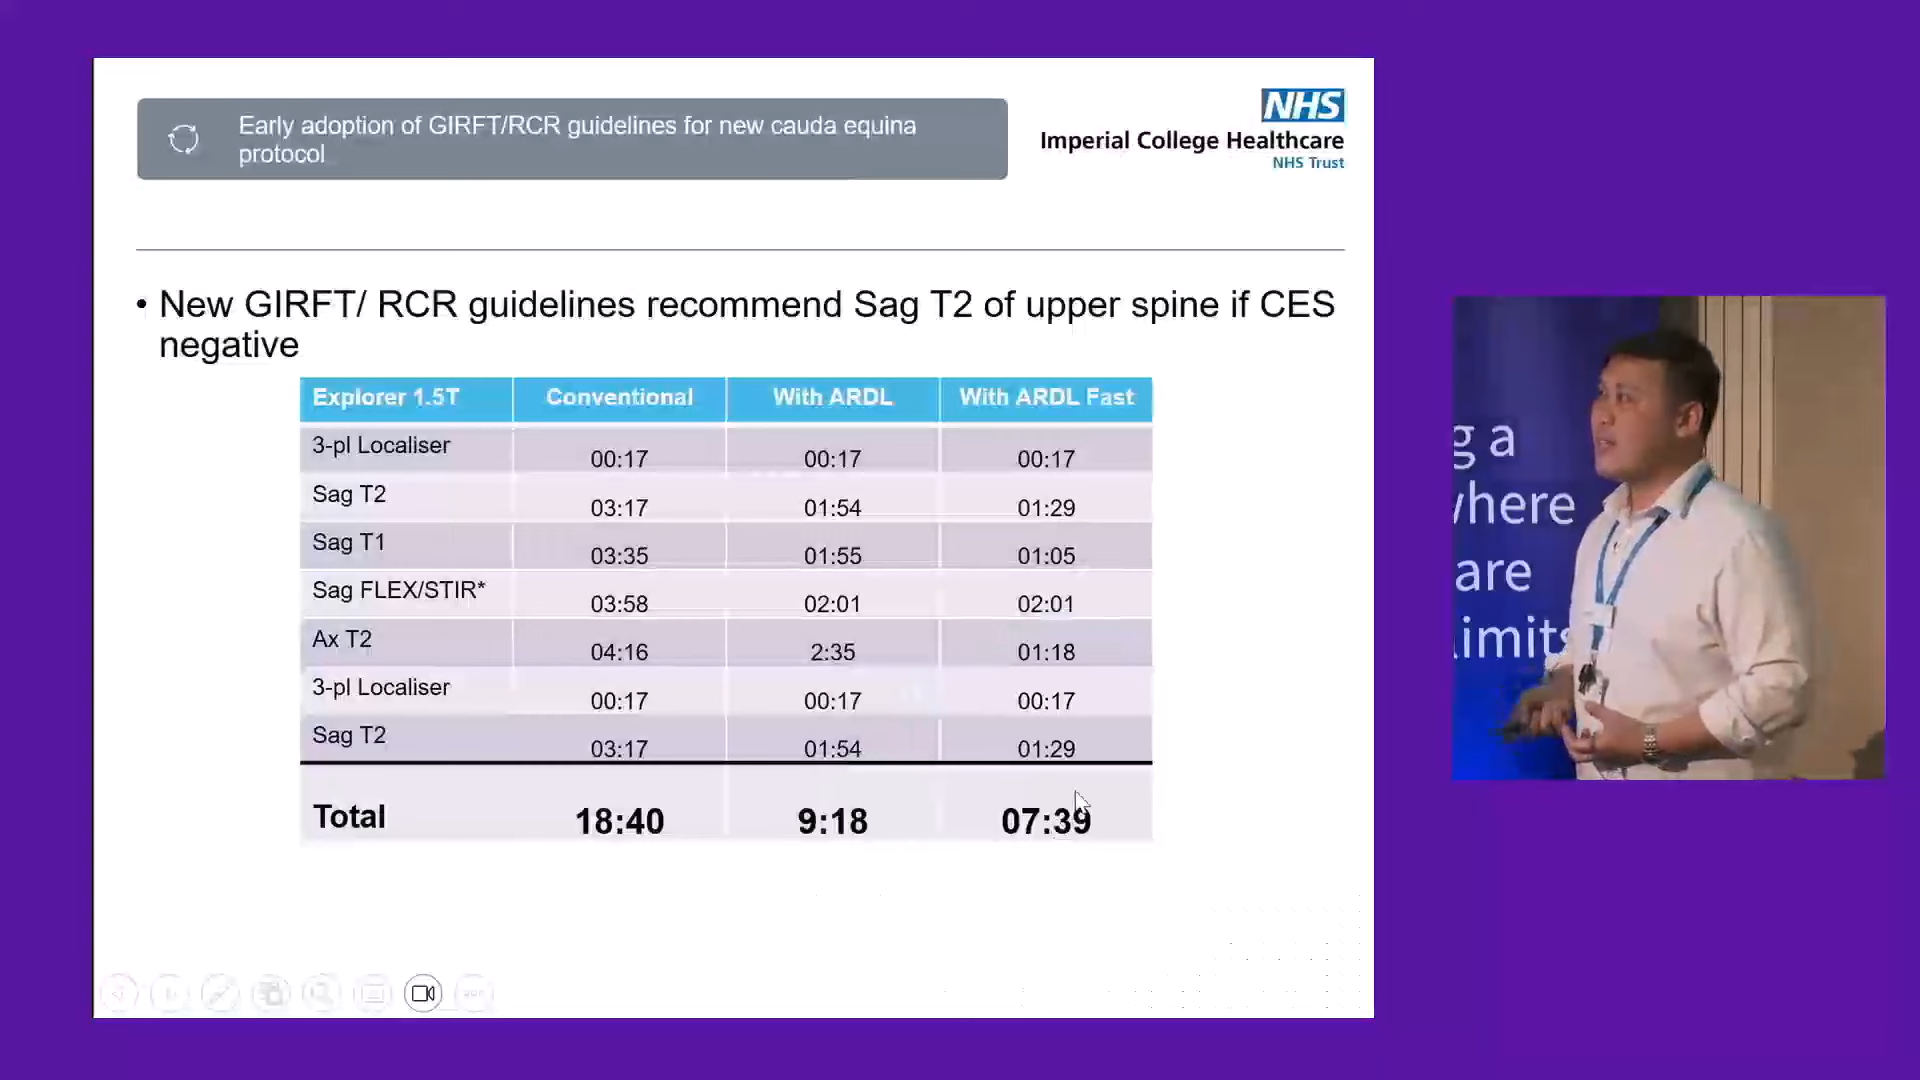 NHS
Imperial College Healthcare
NHS Trust
Early adoption of GIRFT/RCR guidelines for new cauda equina
protocol
• New GIRFT/ RCR guidelines recommend Sag T2 of upper spine if CES
negative
Explorer 1.5T Conventional With ARDL With ARDL Fast
3-pl Localiser 00:17 00:17 00:17
Sag T2 03:17 01:54 01:29
Sag T1 03:35 01:55 01:05
Sag FLEX/STIR* 03:58 02:01 02:01
Ax T2 04:16 2:35 01:18
3-pl Localiser 00:17 00:17 00:17
Sag T2 03:17 01:54 01:29
Total 18:40 9:18 07:39
g a
where
are
limits